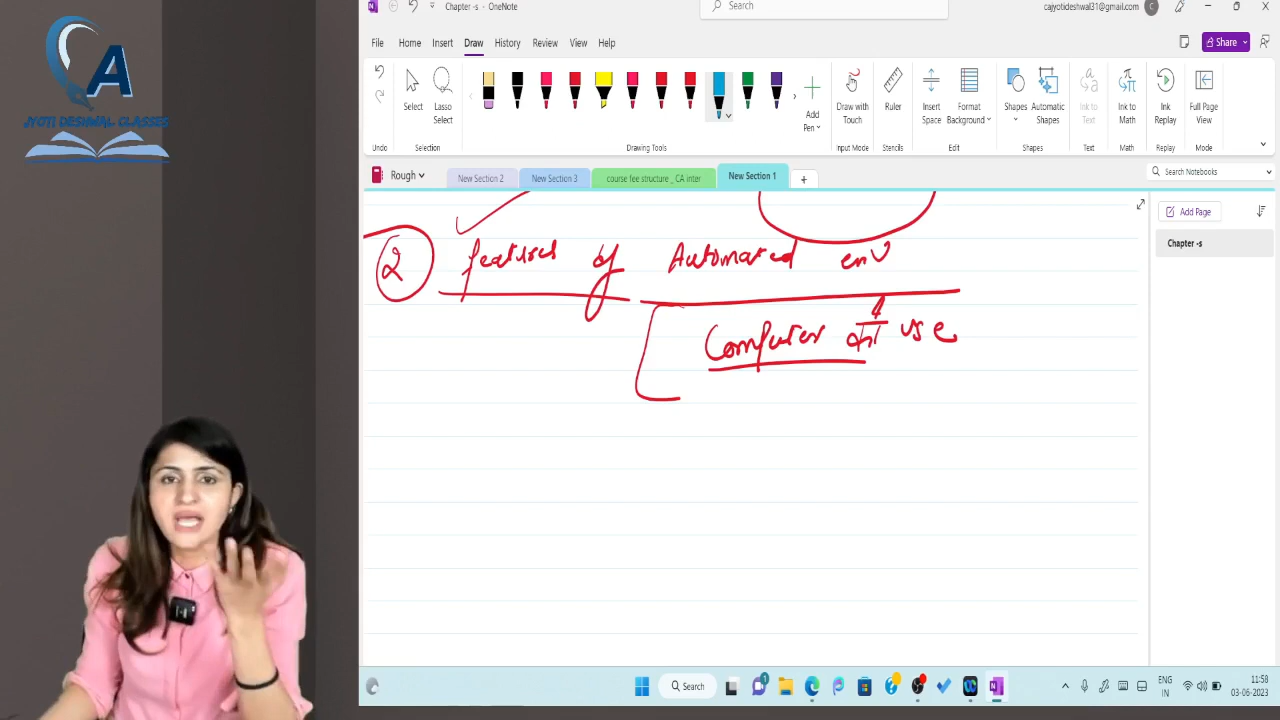 CA
JYOTI DESHWAL CLASSES
Chapter -s - OneNote
Search
cajyotideshwal31@gmail.com
C
File Home Insert Draw History Review View Help
Share
Select
Lasso Select
Add Pen
Draw with Touch
Ruler
Insert Space
Format Background
Shapes
Automatic Shapes
Ink to Text
Ink to Math
Ink Replay
Full Page View
Undo
Selection
Drawing Tools
Input Mode
Stencils
Edit
Shapes
Text
Math
Replay
Mode
Rough
New Section 2
New Section 3
course fee structure _ CA inter
New Section 1
Search Notebooks
Add Page
Chapter -s
2 features of Automated env
Computer का use
Search
ENG IN
11:58
03-06-2023